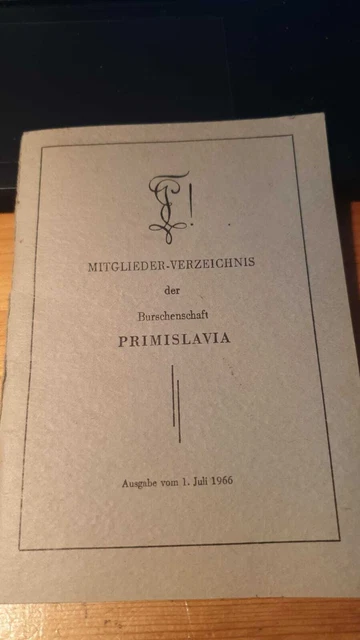 MITGLIEDER-VERZEICHNIS
der
Burschenschaft
PRIMISLAVIA
Ausgabe vom 1. Juli 1966